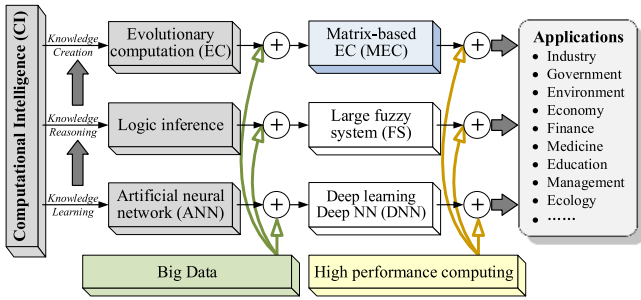 Computational Intelligence (CI)
Knowledge
Creation
Evolutionary
computation (EC)
+
Matrix-based
EC (MEC)
+
Knowledge
Reasoning
Logic inference
+
Large fuzzy
system (FS)
+
Knowledge
Learning
Artificial neural
network (ANN)
+
Deep learning
Deep NN (DNN)
+
Big Data
High performance computing
Applications
• Industry
• Government
• Environment
• Economy
• Finance
• Medicine
• Education
• Management
• Ecology
• ……